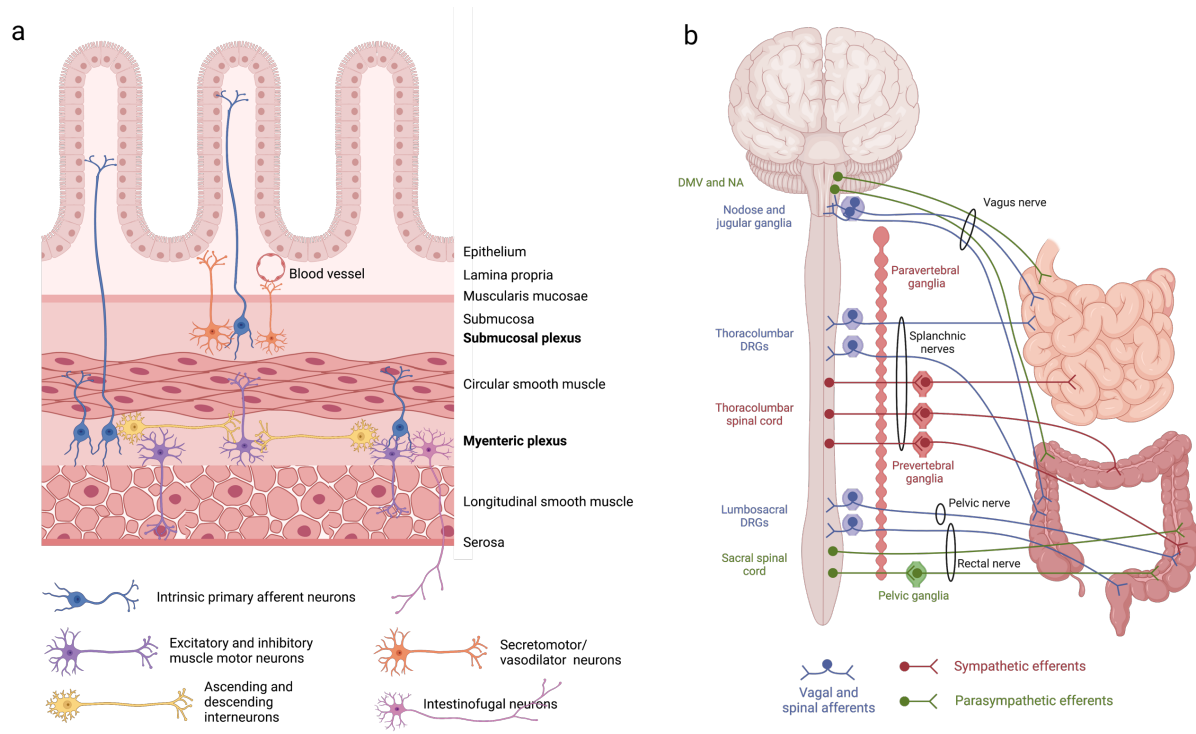 a
Epithelium
Blood vessel
Lamina propria
Muscularis mucosae
Submucosa
Submucosal plexus
Circular smooth muscle
Myenteric plexus
Longitudinal smooth muscle
Serosa
Intrinsic primary afferent neurons
Excitatory and inhibitory
muscle motor neurons
Secretomotor/
vasodilator neurons
Ascending and
descending
interneurons
Intestinofugal neurons
b
DMV and NA
Nodose and
jugular ganglia
Vagus nerve
Paravertebral
ganglia
Thoracolumbar
DRGs
Splanchnic
nerves
Thoracolumbar
spinal cord
Prevertebral
ganglia
Lumbosacral
DRGs
Pelvic nerve
Sacral spinal
cord
Rectal nerve
Pelvic ganglia
Vagal and
spinal afferents
Sympathetic efferents
Parasympathetic efferents